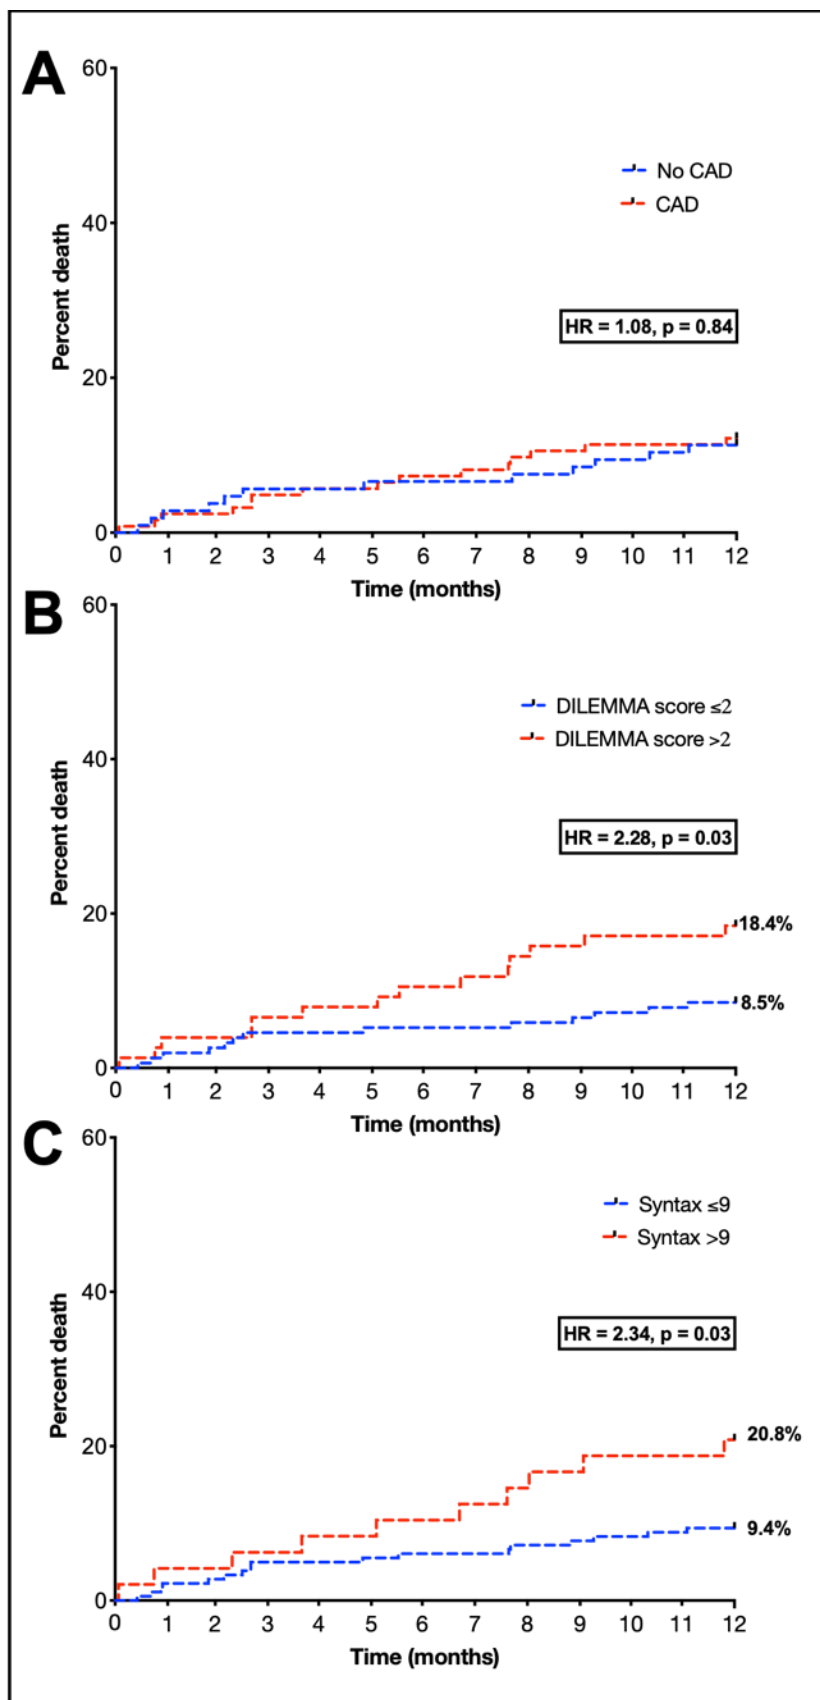 A
60
40
20
0
Percent death
No CAD
CAD
HR = 1.08, p = 0.84
0 1 2 3 4 5 6 7 8 9 10 11 12
Time (months)
B
60
40
20
0
Percent death
DILEMMA score ≤2
DILEMMA score >2
HR = 2.28, p = 0.03
18.4%
8.5%
0 1 2 3 4 5 6 7 8 9 10 11 12
Time (months)
C
60
40
20
0
Percent death
Syntax ≤9
Syntax >9
HR = 2.34, p = 0.03
20.8%
9.4%
0 1 2 3 4 5 6 7 8 9 10 11 12
Time (months)